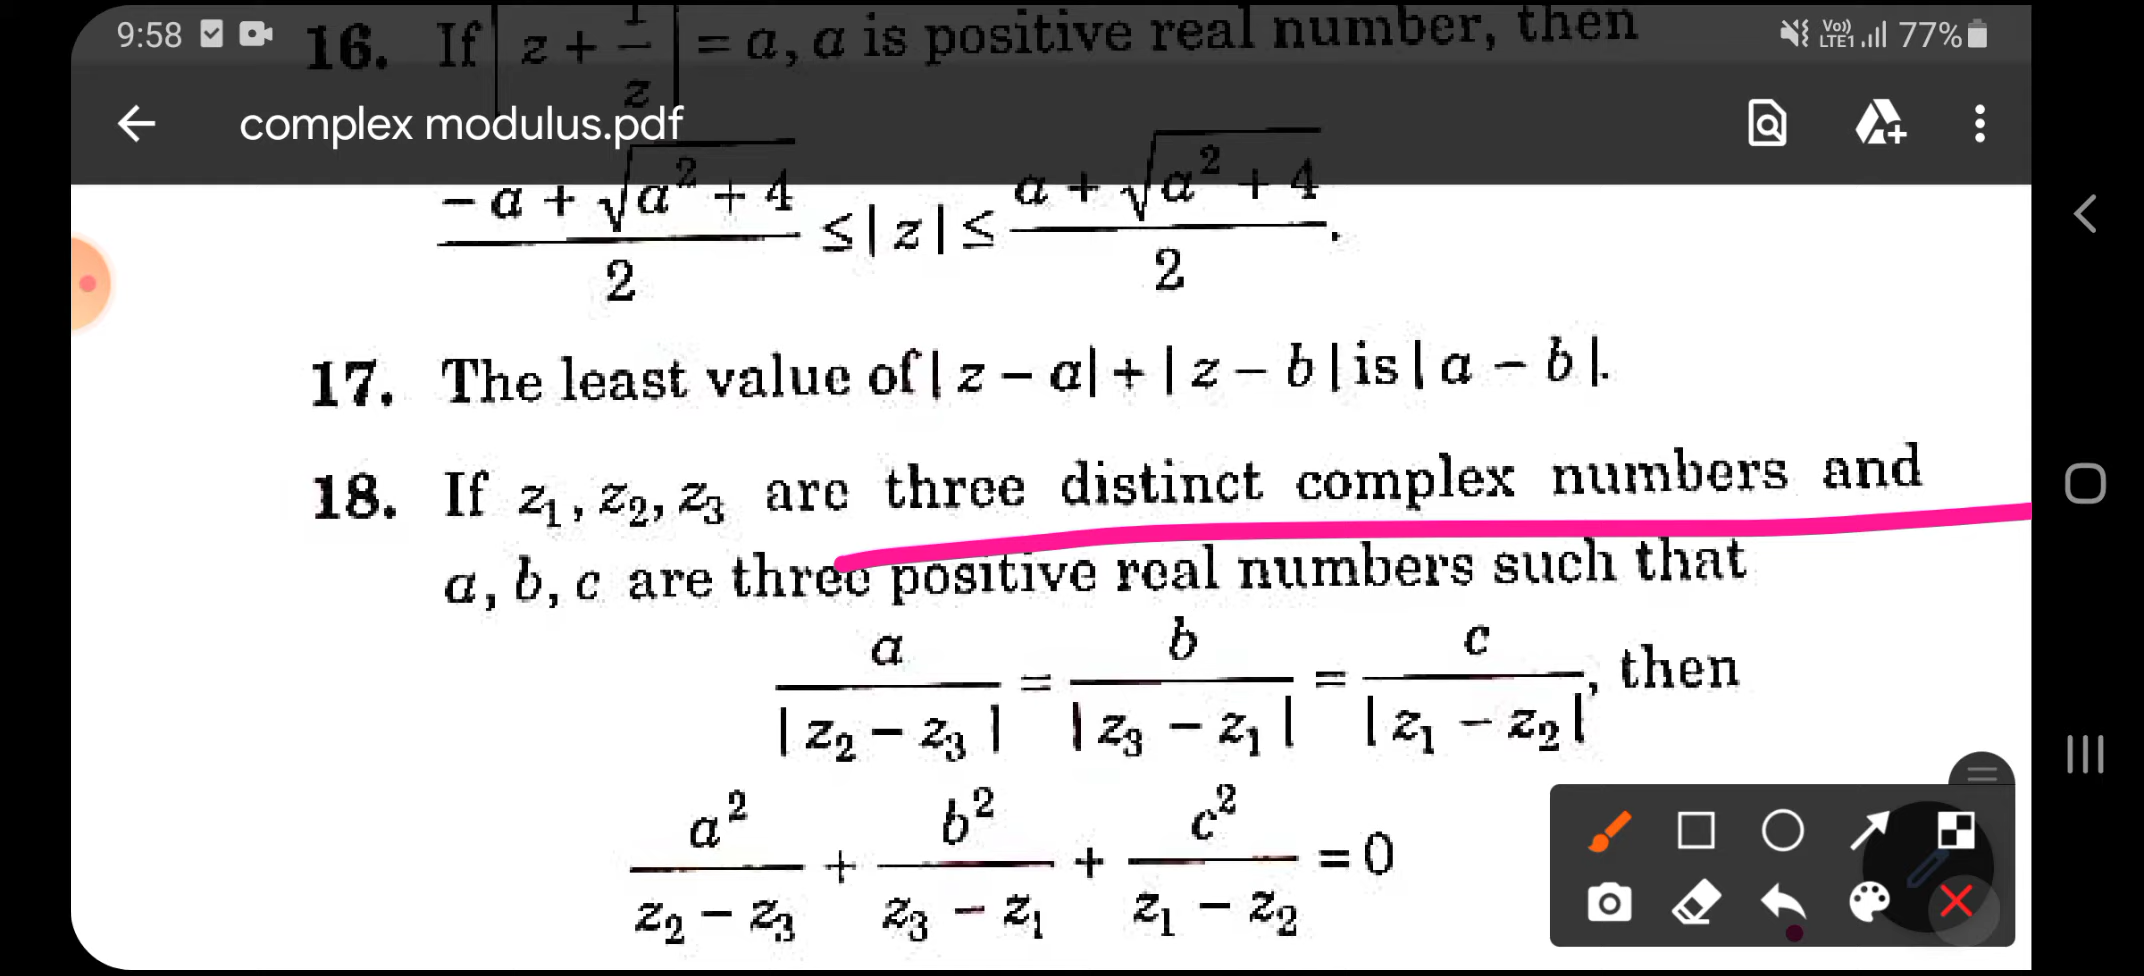 9:58
Vo)) LTE1 77%
16. If | z + 1/z | = a, a is positive real number, then
complex modulus.pdf
(-a + √(a² + 4))/2 ≤ | z | ≤ (a + √(a² + 4))/2.
17. The least value of | z - a | + | z - b | is | a - b |.
18. If z₁, z₂, z₃ are three distinct complex numbers and
a, b, c are three positive real numbers such that
a/| z₂ - z₃ | = b/| z₃ - z₁ | = c/| z₁ - z₂ |, then
a²/(z₂ - z₃) + b²/(z₃ - z₁) + c²/(z₁ - z₂) = 0